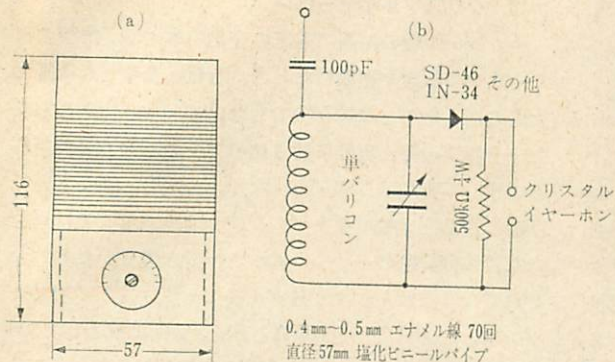 (a)
116
57
(b)
100pF
SD-46
IN-34
その他
単バリコン
500kΩ ¼W
クリスタル
イヤーホン
0.4mm~0.5mm エナメル線 70回
直径57mm 塩化ビニールパイプ